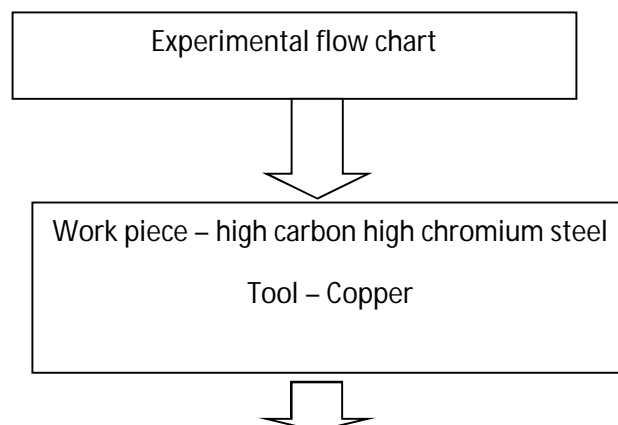 Experimental flow chart
Work piece – high carbon high chromium steel
Tool – Copper